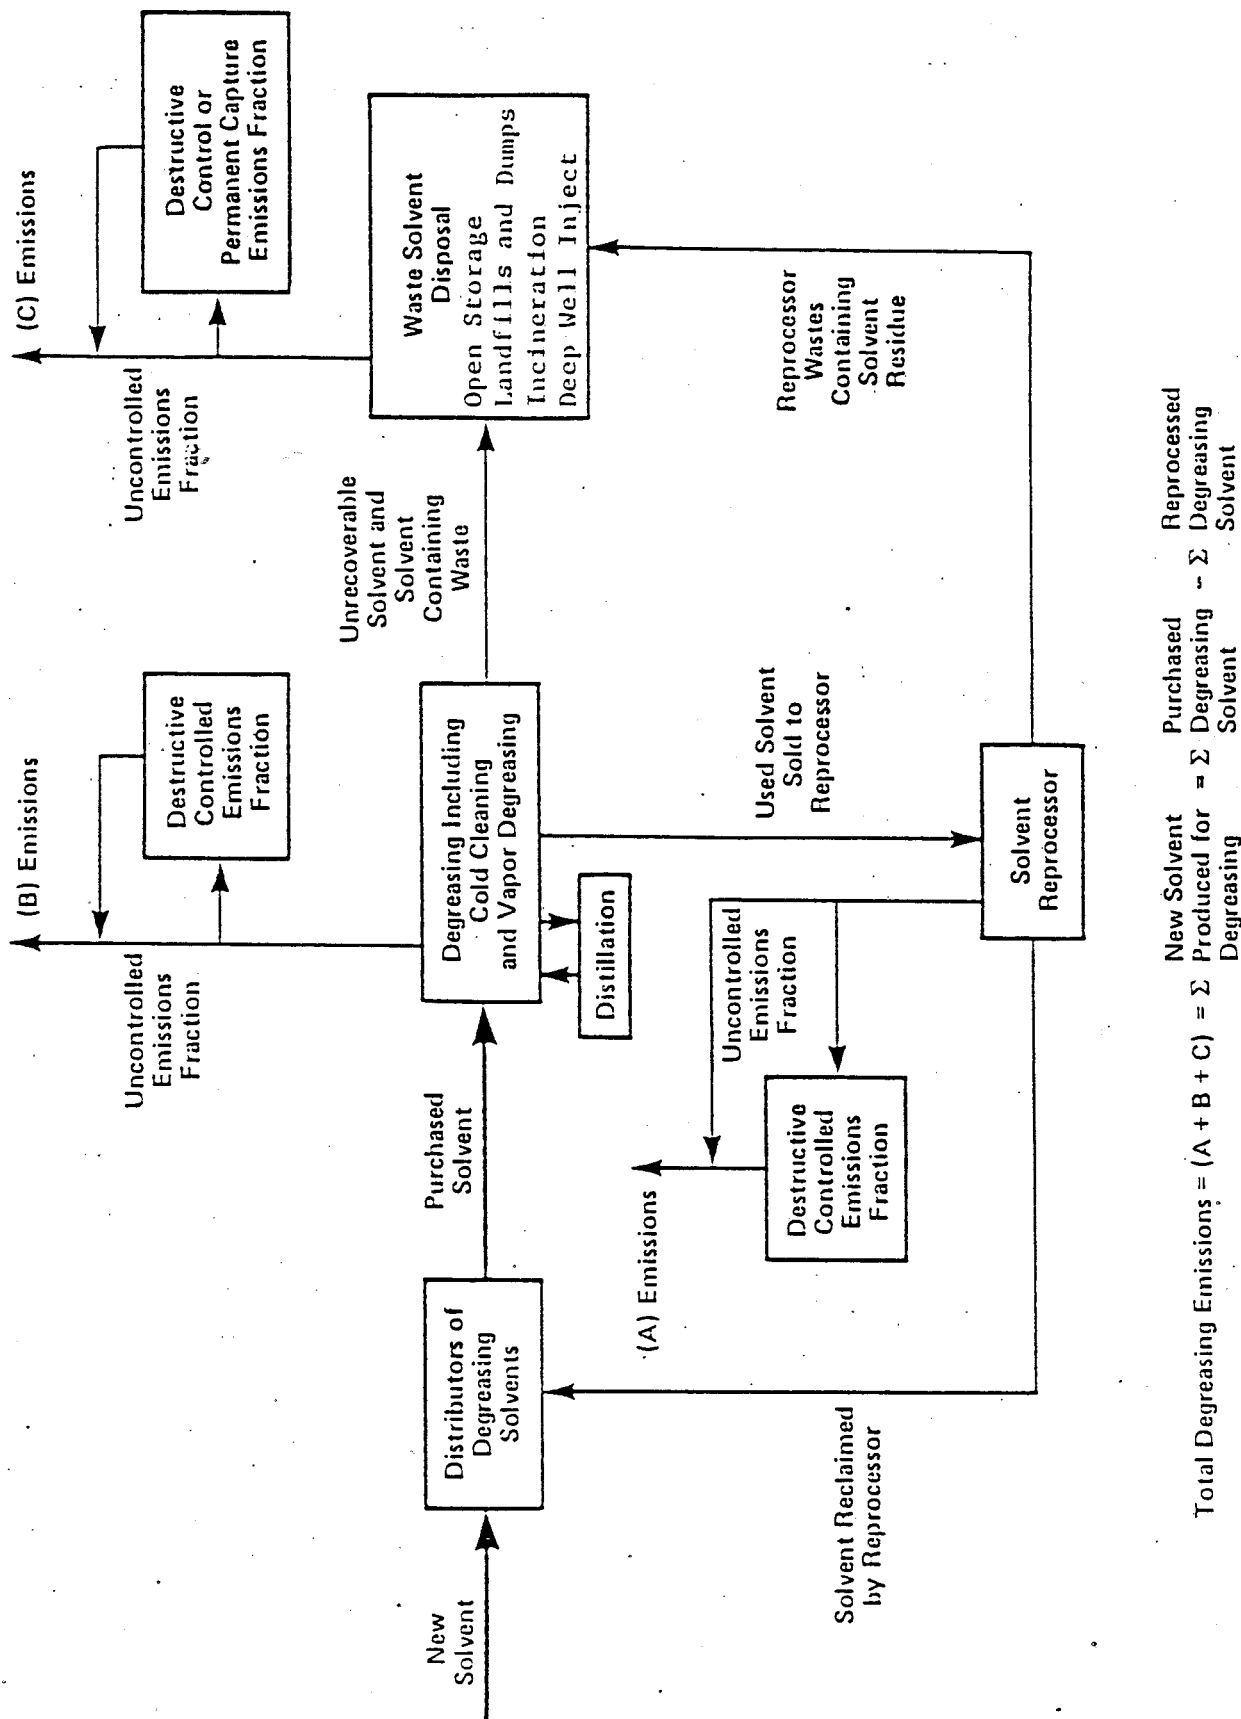 (B) Emissions
(C) Emissions
Uncontrolled
Emissions
Fraction
Destructive
Controlled
Emissions
Fraction
Uncontrolled
Emissions
Fraction
Destructive
Control or
Permanent Capture
Emissions Fraction
New
Solvent
Distributors of
Degreasing
Solvents
Purchased
Solvent
Degreasing Including
Cold Cleaning
and Vapor Degreasing
Unrecoverable
Solvent and
Solvent
Containing
Waste
Waste Solvent
Disposal
Open Storage
Landfills and Dumps
Incineration
Deep Well Inject
Distillation
(A) Emissions
Uncontrolled
Emissions
Fraction
Used Solvent
Sold to
Reprocessor
Destructive
Controlled
Emissions
Fraction
Solvent Reclaimed
by Reprocessor
Reprocessor
Wastes
Containing
Solvent
Residue
Solvent
Reprocessor
New Solvent Purchased Reprocessed
Total Degreasing Emissions = (A + B + C) = Σ Produced for = Σ Degreasing - Σ Degreasing
Degreasing Solvent Solvent